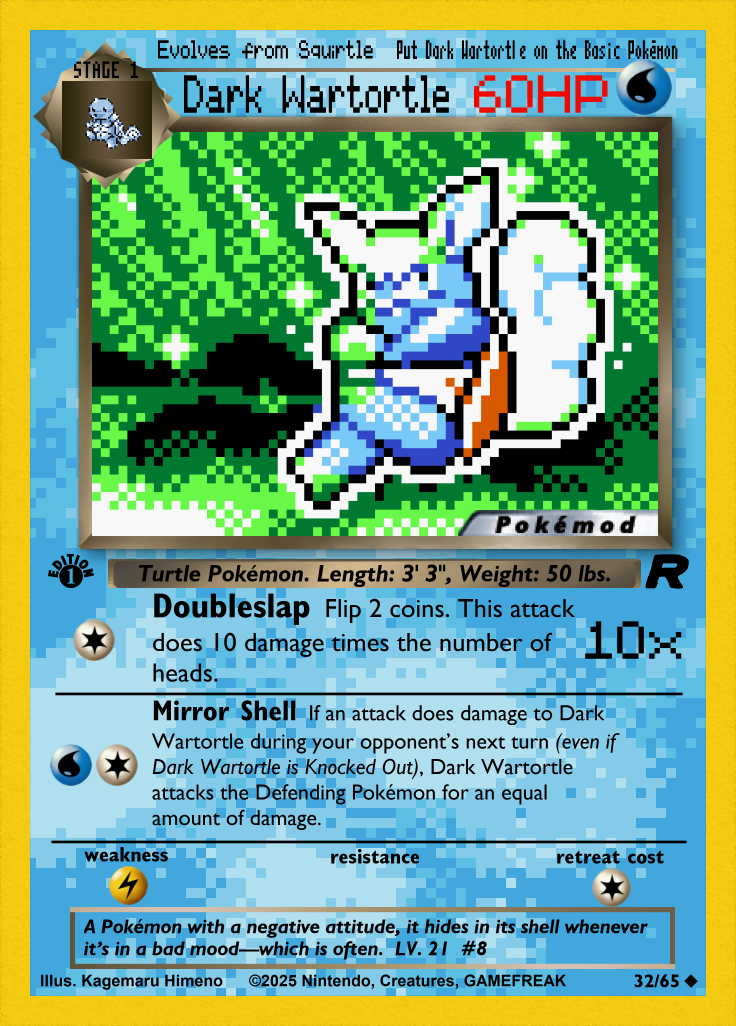 Evolves from Squirtle Put Dark Wartortle on the Basic Pokémon
STAGE 1
Dark Wartortle 60HP
Pokémod
EDITION
1
Turtle Pokémon. Length: 3' 3", Weight: 50 lbs.
R
Doubleslap Flip 2 coins. This attack
does 10 damage times the number of
heads.
10x
Mirror Shell If an attack does damage to Dark
Wartortle during your opponent's next turn (even if
Dark Wartortle is Knocked Out), Dark Wartortle
attacks the Defending Pokémon for an equal
amount of damage.
weakness resistance retreat cost
A Pokémon with a negative attitude, it hides in its shell whenever
it's in a bad mood—which is often. LV. 21 #8
Illus. Kagemaru Himeno ©2025 Nintendo, Creatures, GAMEFREAK 32/65